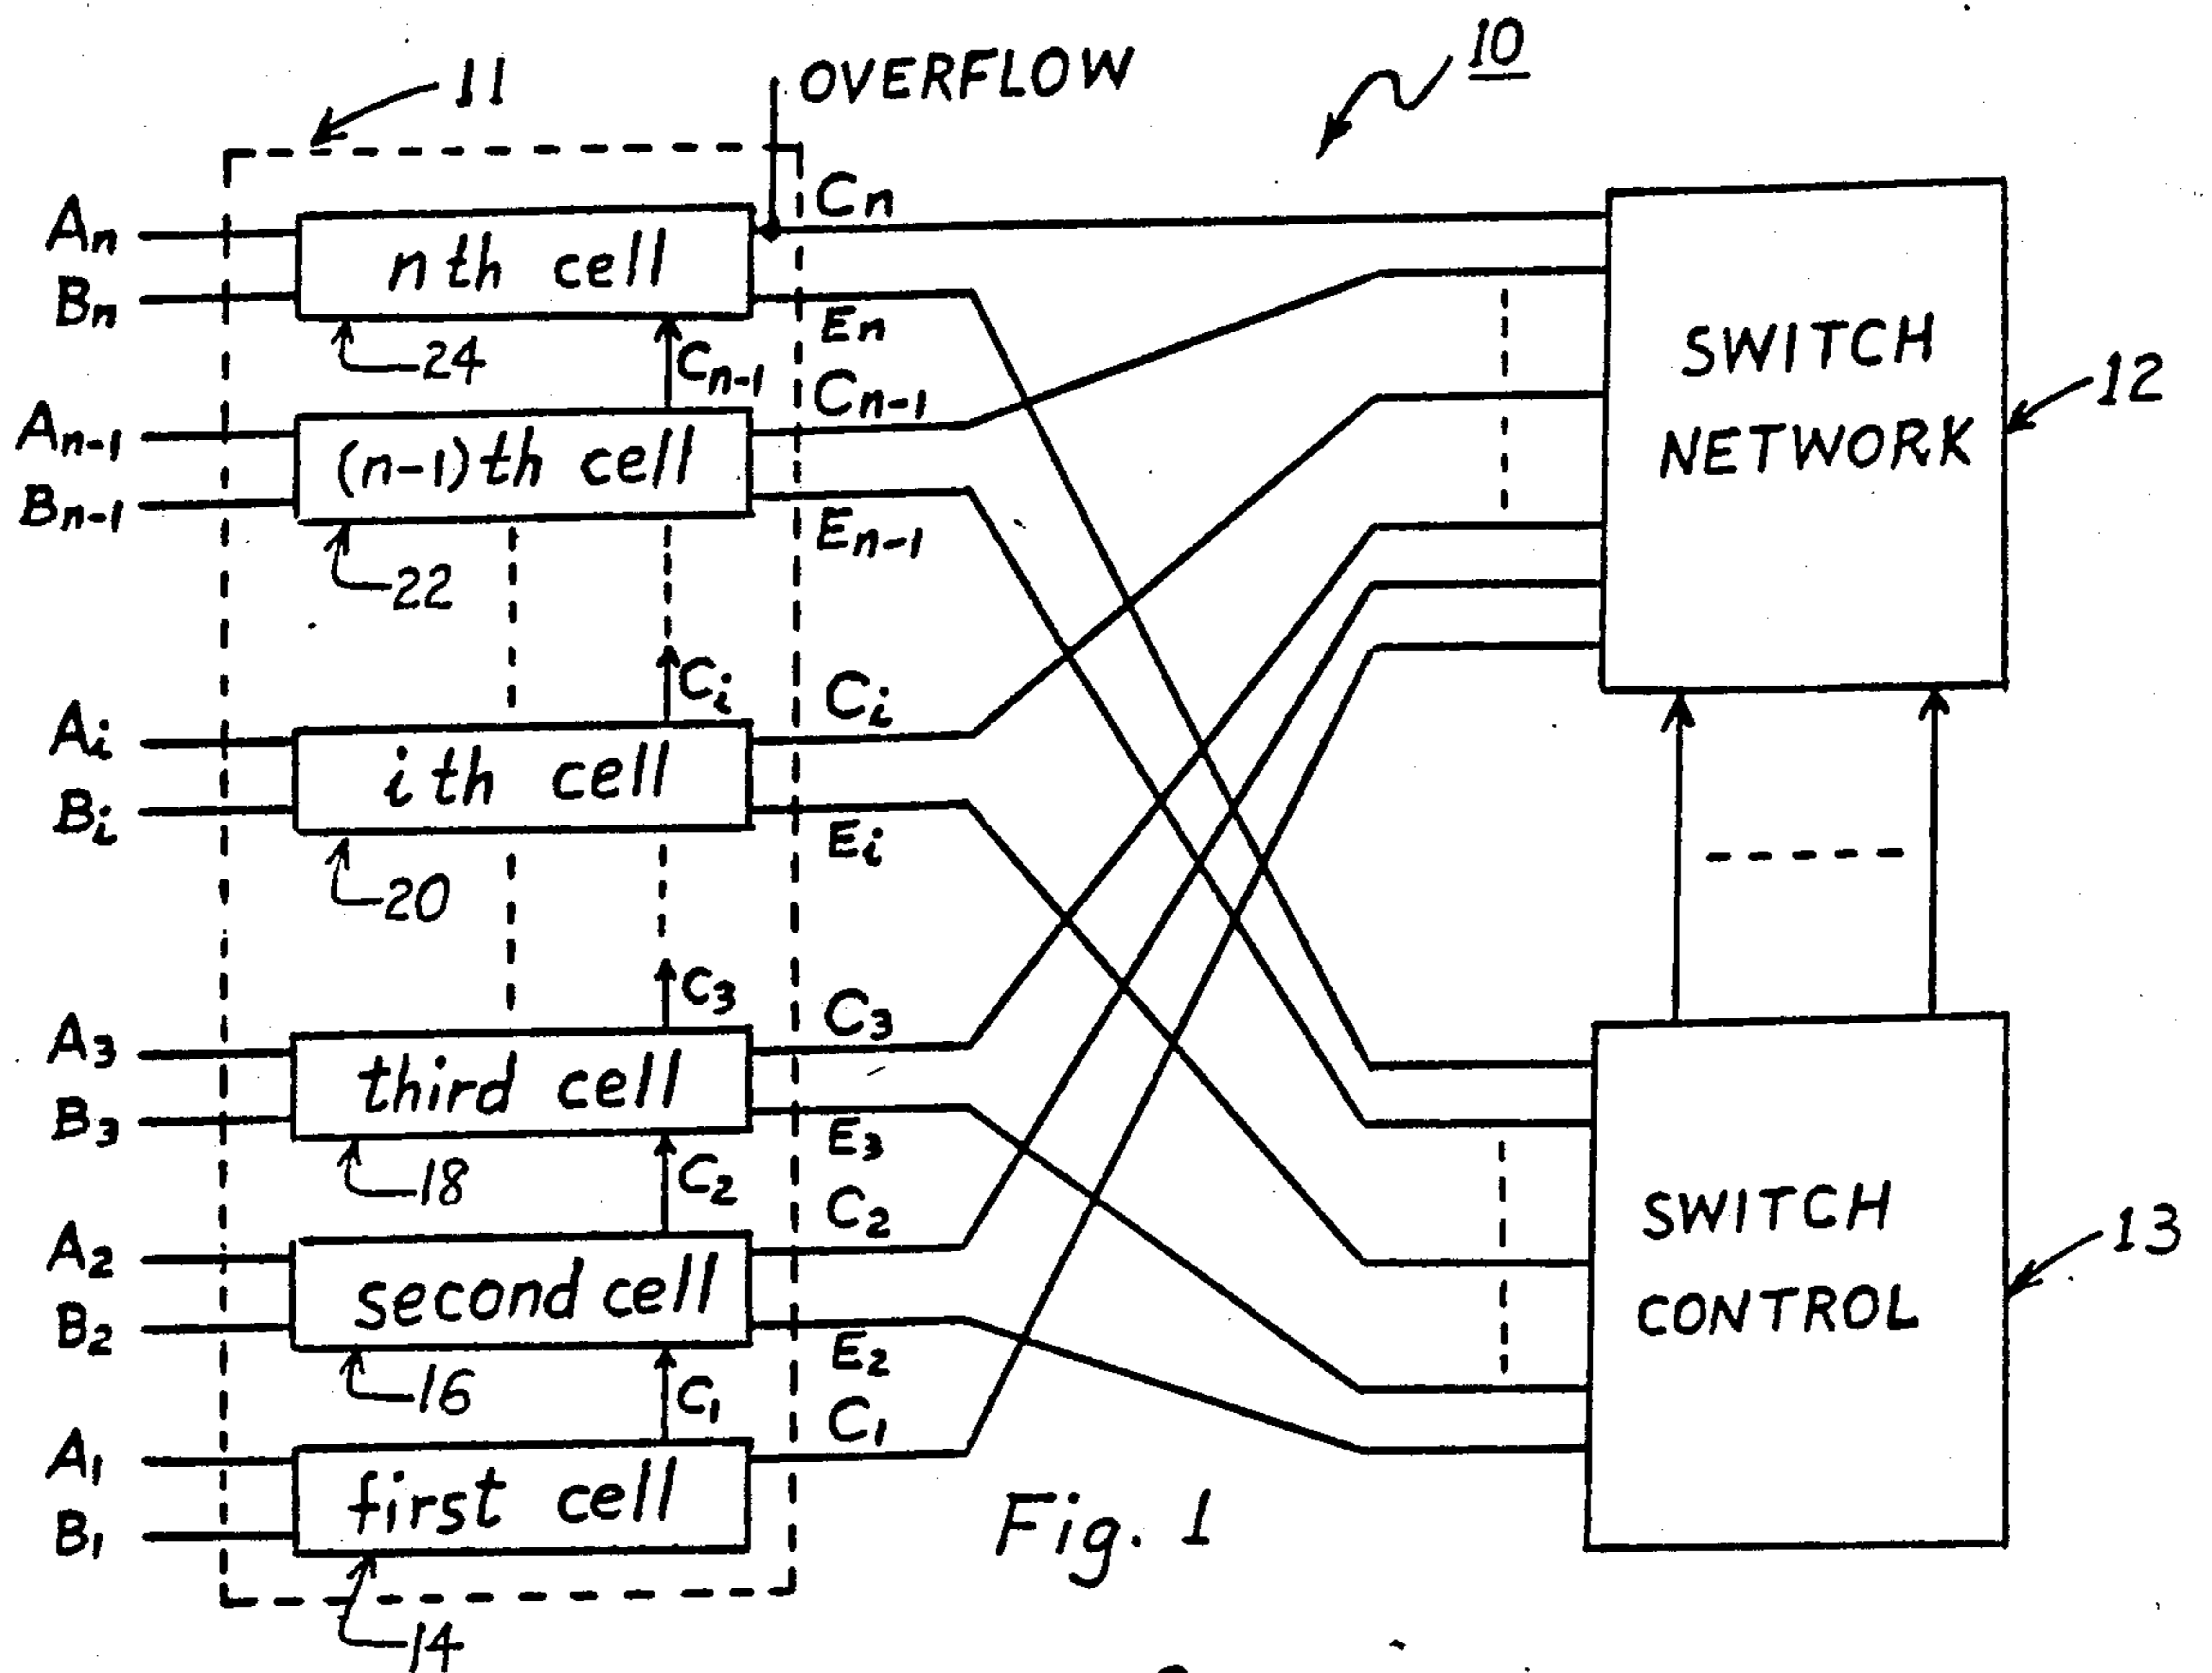 11
OVERFLOW
10
An
Bn
nth cell
Cn
En
24
Cn-1
Cn-1
An-1
Bn-1
(n-1)th cell
En-1
22
SWITCH
NETWORK
12
Ci
Ci
Ai
Bi
ith cell
Ei
20
C3
C3
A3
B3
third cell
E3
18
C2
C2
A2
B2
second cell
E2
16
C1
C1
A1
B1
first cell
14
SWITCH
CONTROL
13
Fig. 1